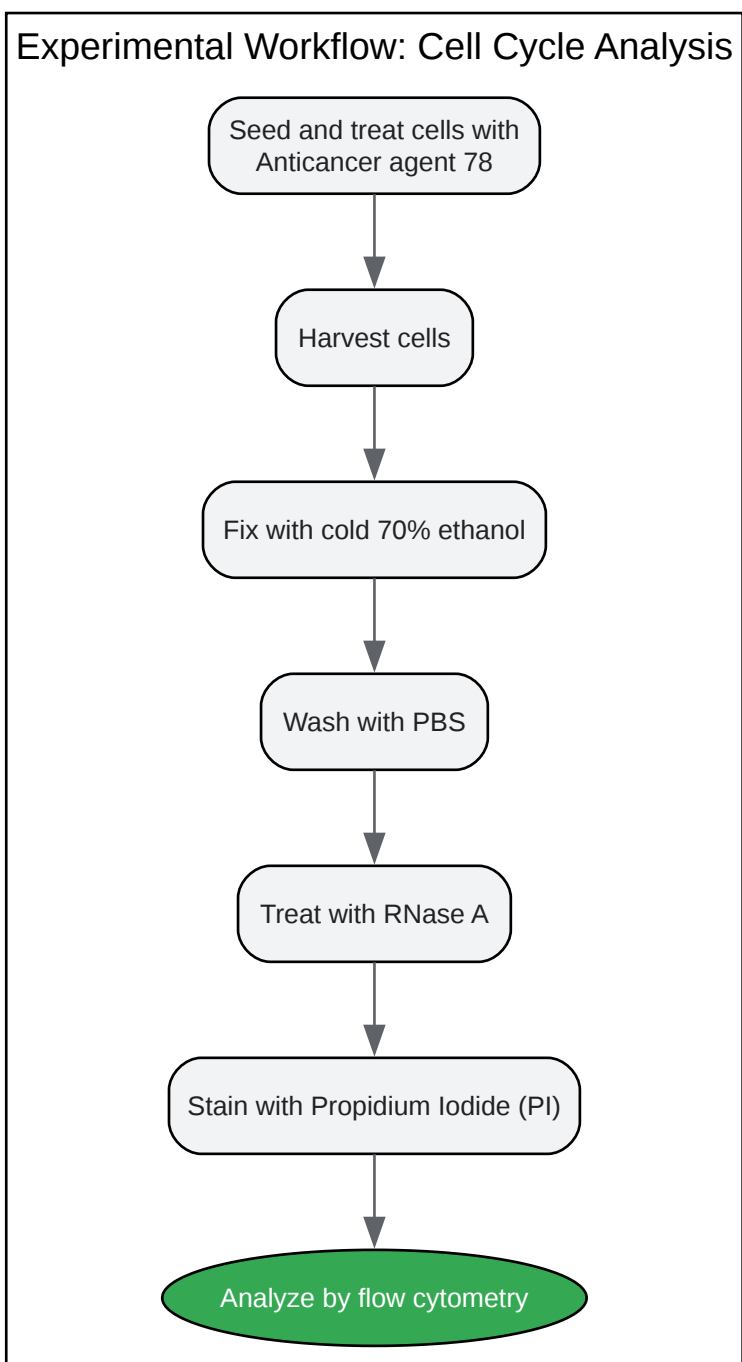 Experimental Workflow: Cell Cycle Analysis
Seed and treat cells with
Anticancer agent 78
Harvest cells
Fix with cold 70% ethanol
Wash with PBS
Treat with RNase A
Stain with Propidium Iodide (PI)
Analyze by flow cytometry